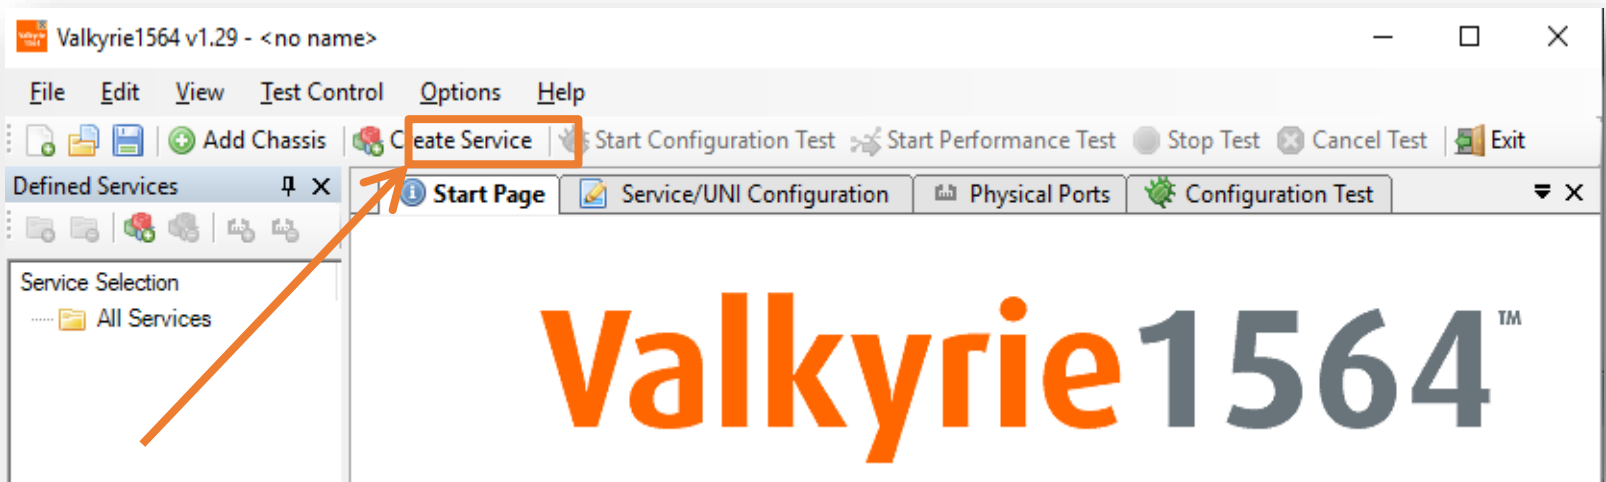 Valkyrie1564 v1.29 - <no name>
File Edit View Test Control Options Help
Add Chassis Create Service Start Configuration Test Start Performance Test Stop Test Cancel Test Exit
Defined Services Start Page Service/UNI Configuration Physical Ports Configuration Test
Service Selection
All Services
Valkyrie1564™